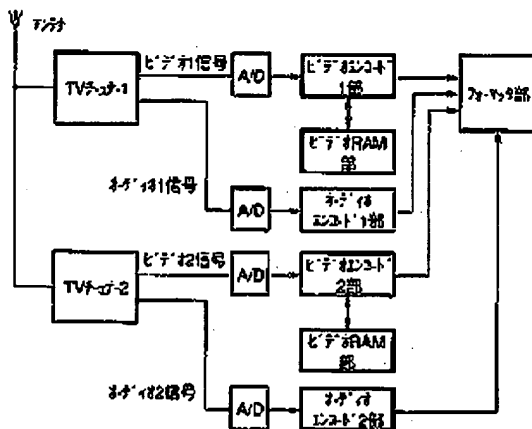 アンテナ
TVチューナー1
ビデオ1信号
A/D
ビデオエンコード
1部
フォーマッタ部
ビデオRAM
部
オーディオ1信号
A/D
オーディオ
エンコード1部
TVチューナー2
ビデオ2信号
A/D
ビデオエンコード
2部
ビデオRAM
部
オーディオ2信号
A/D
オーディオ
エンコード2部